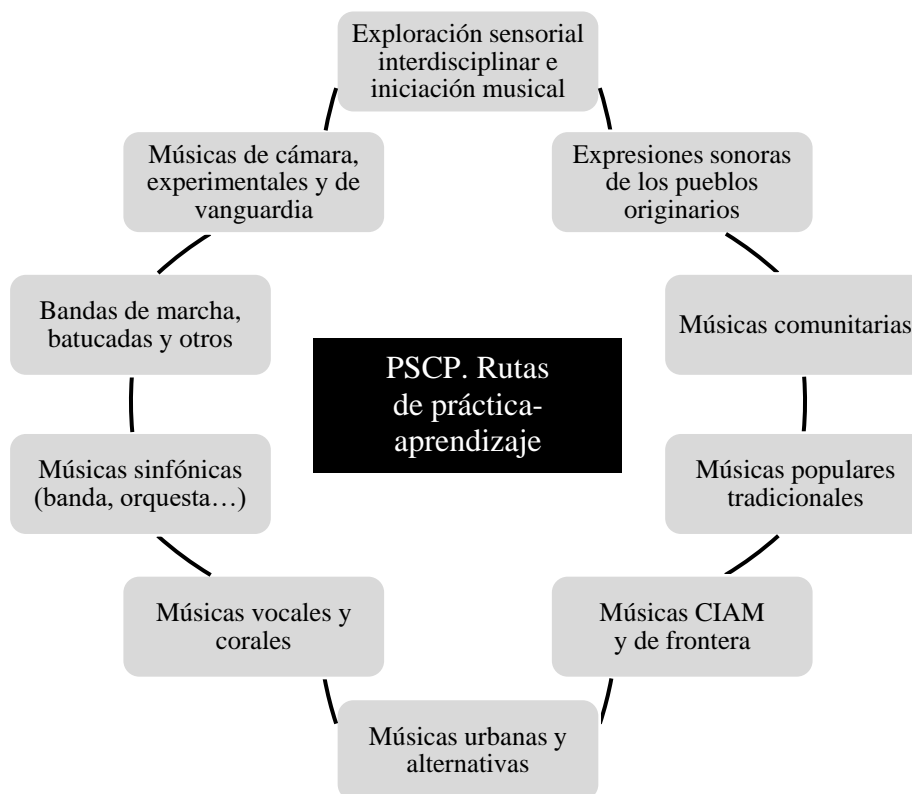 Exploración sensorial
interdisciplinar e
iniciación musical
Expresiones sonoras
de los pueblos
originarios
Músicas comunitarias
Músicas populares
tradicionales
Músicas CIAM
y de frontera
Músicas urbanas y
alternativas
Músicas vocales y
corales
Músicas sinfónicas
(banda, orquesta…)
Bandas de marcha,
batucadas y otros
Músicas de cámara,
experimentales y de
vanguardia
PSCP. Rutas
de práctica-
aprendizaje